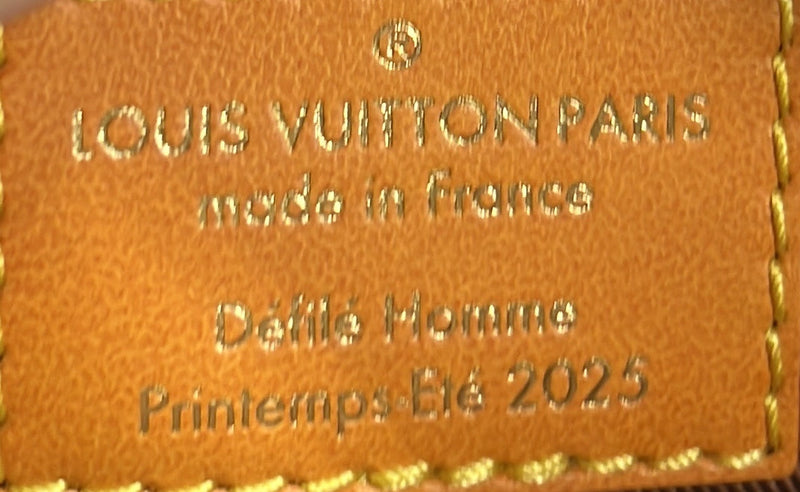 ®
LOUIS VUITTON PARIS
made in France
Défilé Homme
Printemps-Eté 2025